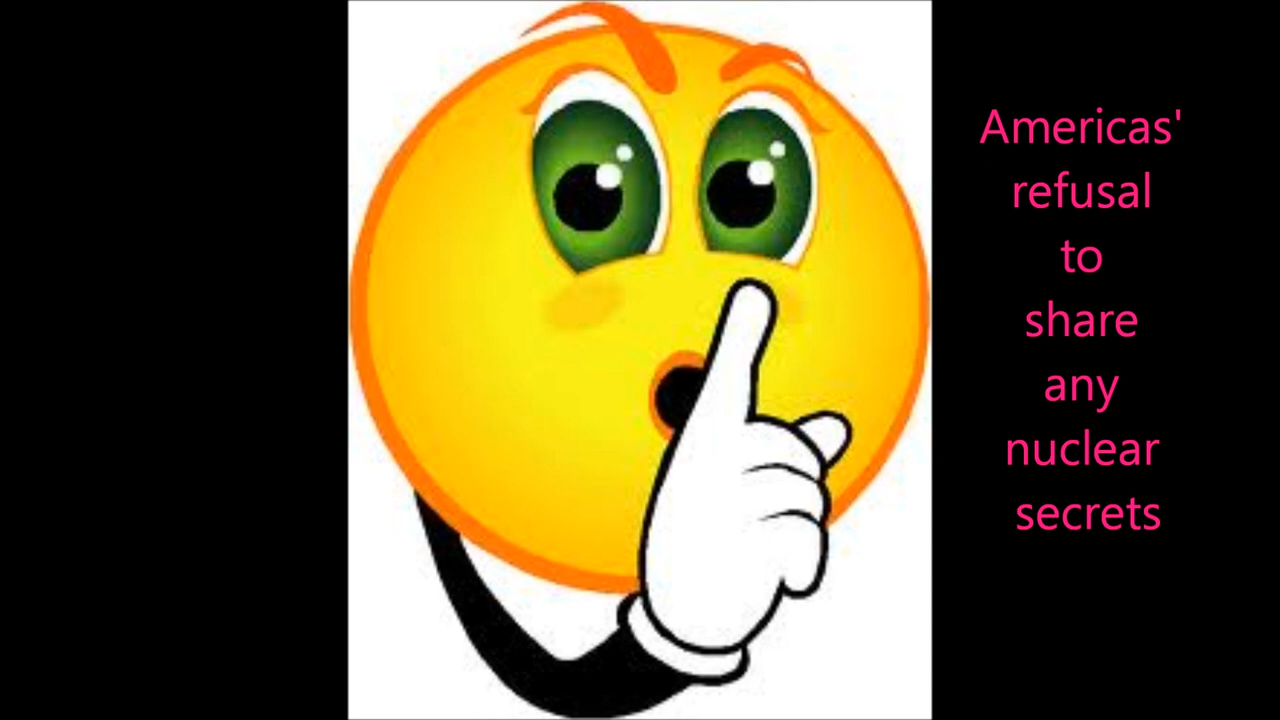 Americas'
refusal
to
share
any
nuclear
secrets